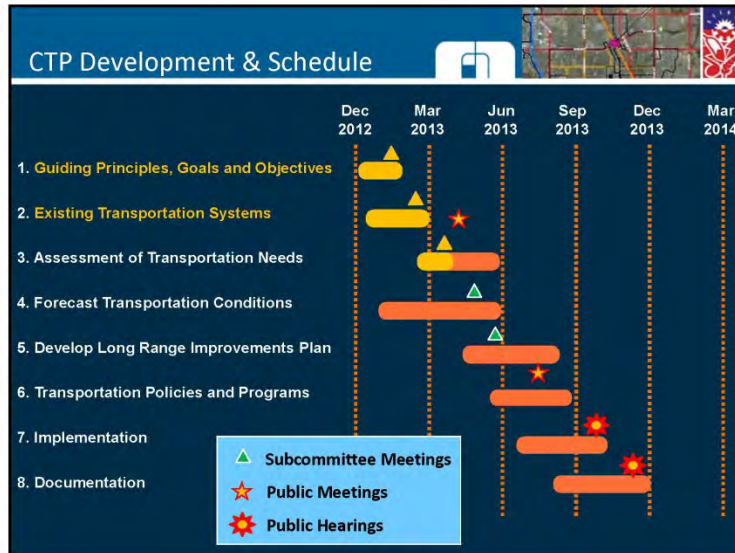 CTP Development & Schedule
Dec Mar Jun Sep Dec Mar
2012 2013 2013 2013 2013 2014
1. Guiding Principles, Goals and Objectives
2. Existing Transportation Systems
3. Assessment of Transportation Needs
4. Forecast Transportation Conditions
5. Develop Long Range Improvements Plan
6. Transportation Policies and Programs
7. Implementation
8. Documentation
Subcommittee Meetings
Public Meetings
Public Hearings